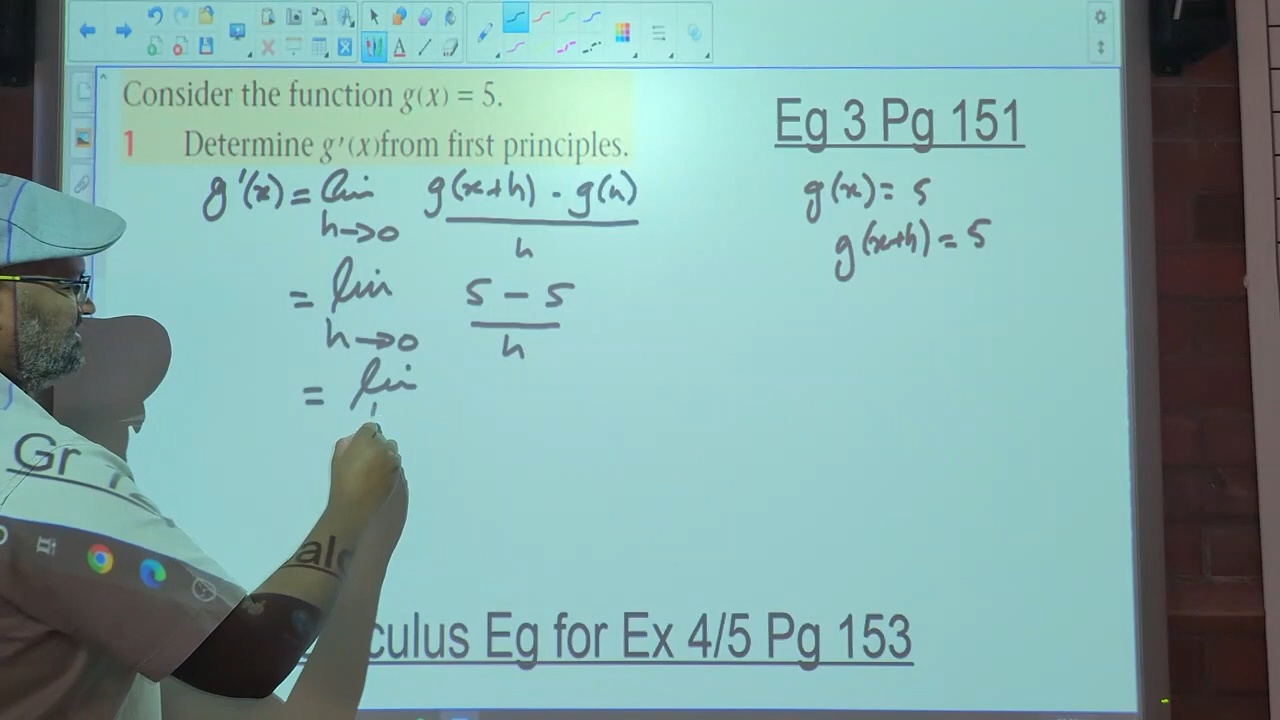 Consider the function g(x) = 5.
1 Determine g'(x)from first principles.
Eg 3 Pg 151
g'(x) = lim g(x+h) - g(h)
h→0 h
g(x) = 5
g(x+h) = 5
= lim 5 - 5
h→0 h
= lim
Gr
culus Eg for Ex 4/5 Pg 153